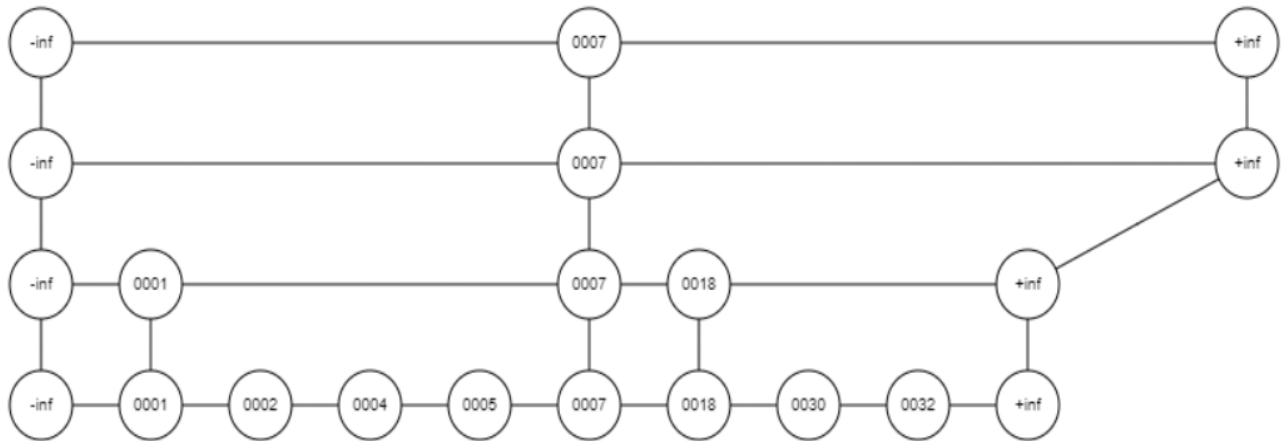 -inf 0007 +inf
-inf 0007 +inf
-inf 0001 0007 0018 +inf
-inf 0001 0002 0004 0005 0007 0018 0030 0032 +inf